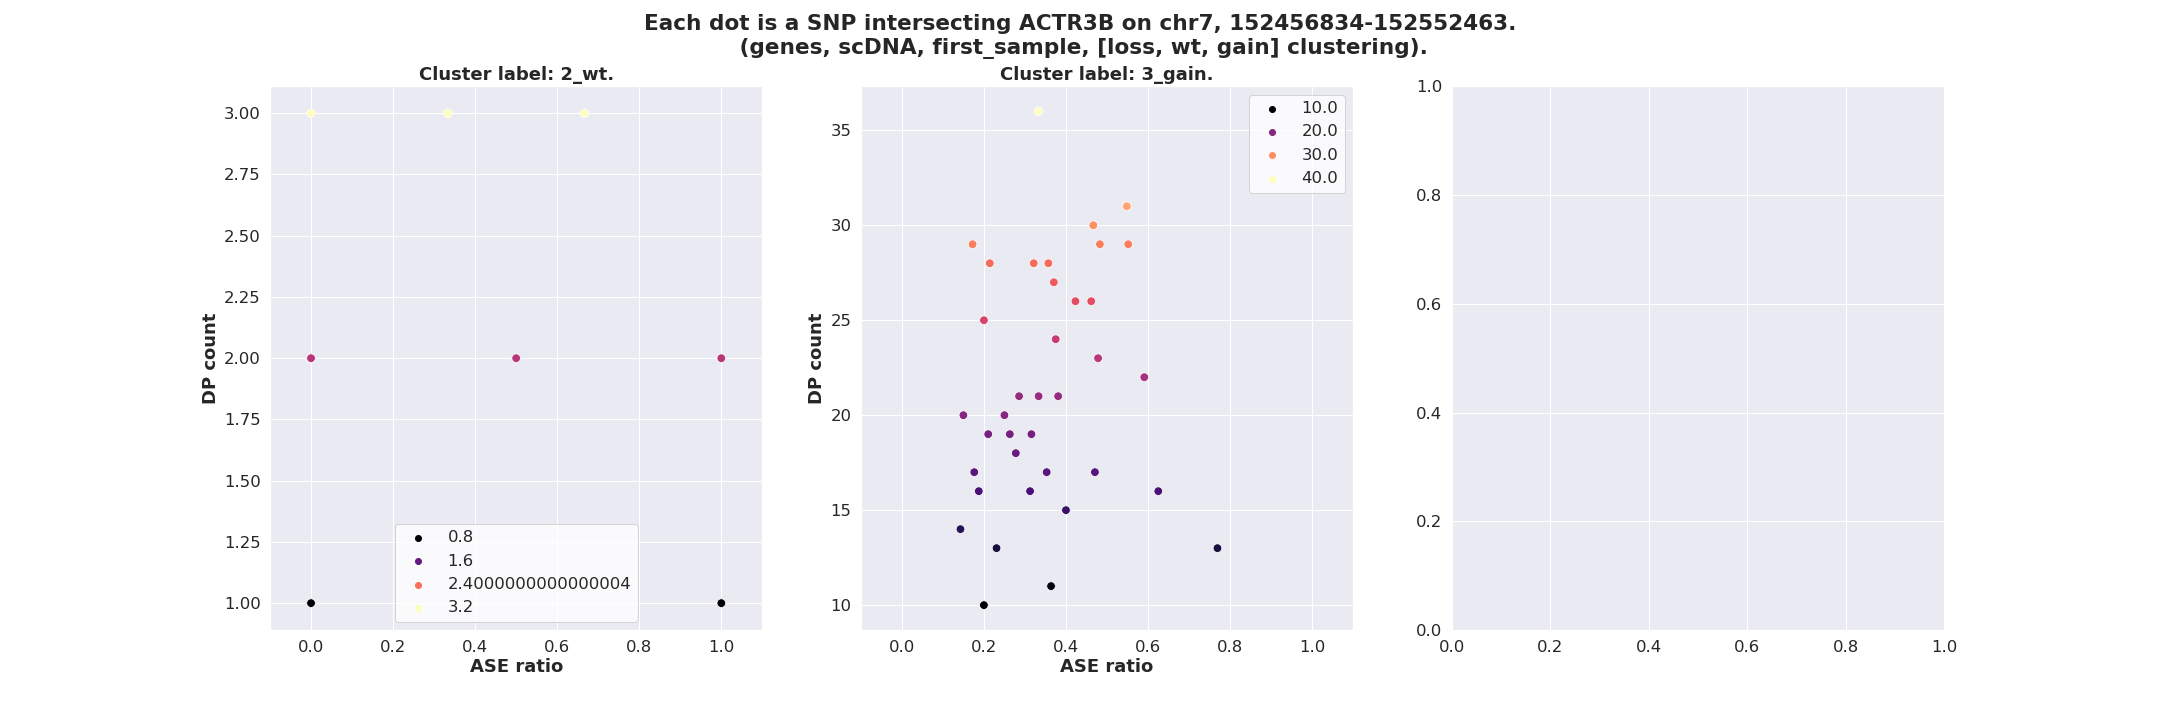 Each dot is a SNP intersecting ACTR3B on chr7, 152456834-152552463.
(genes, scDNA, first_sample, [loss, wt, gain] clustering).
Cluster label: 2_wt.
3.00
2.75
2.50
2.25
2.00
1.75
1.50
1.25
1.00
DP count
0.8
1.6
2.4000000000000004
3.2
0.0 0.2 0.4 0.6 0.8 1.0
ASE ratio
Cluster label: 3_gain.
35
30
25
20
15
10
DP count
10.0
20.0
30.0
40.0
0.0 0.2 0.4 0.6 0.8 1.0
ASE ratio
1.0
0.8
0.6
0.4
0.2
0.0
0.0 0.2 0.4 0.6 0.8 1.0